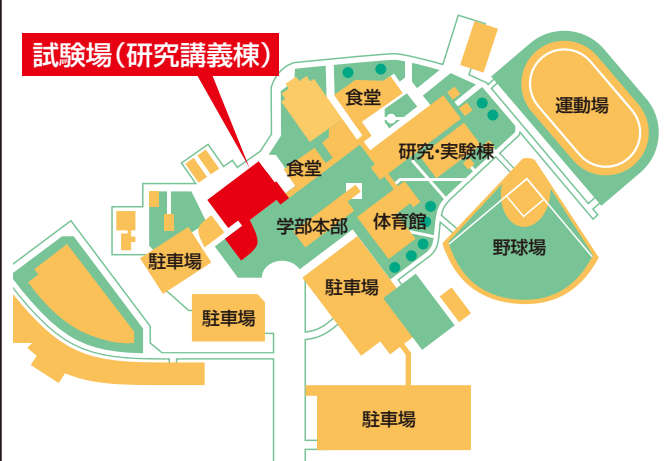 試験場（研究講義棟）
食堂
運動場
研究・実験棟
食堂
学部本部
体育館
野球場
駐車場
駐車場
駐車場
駐車場